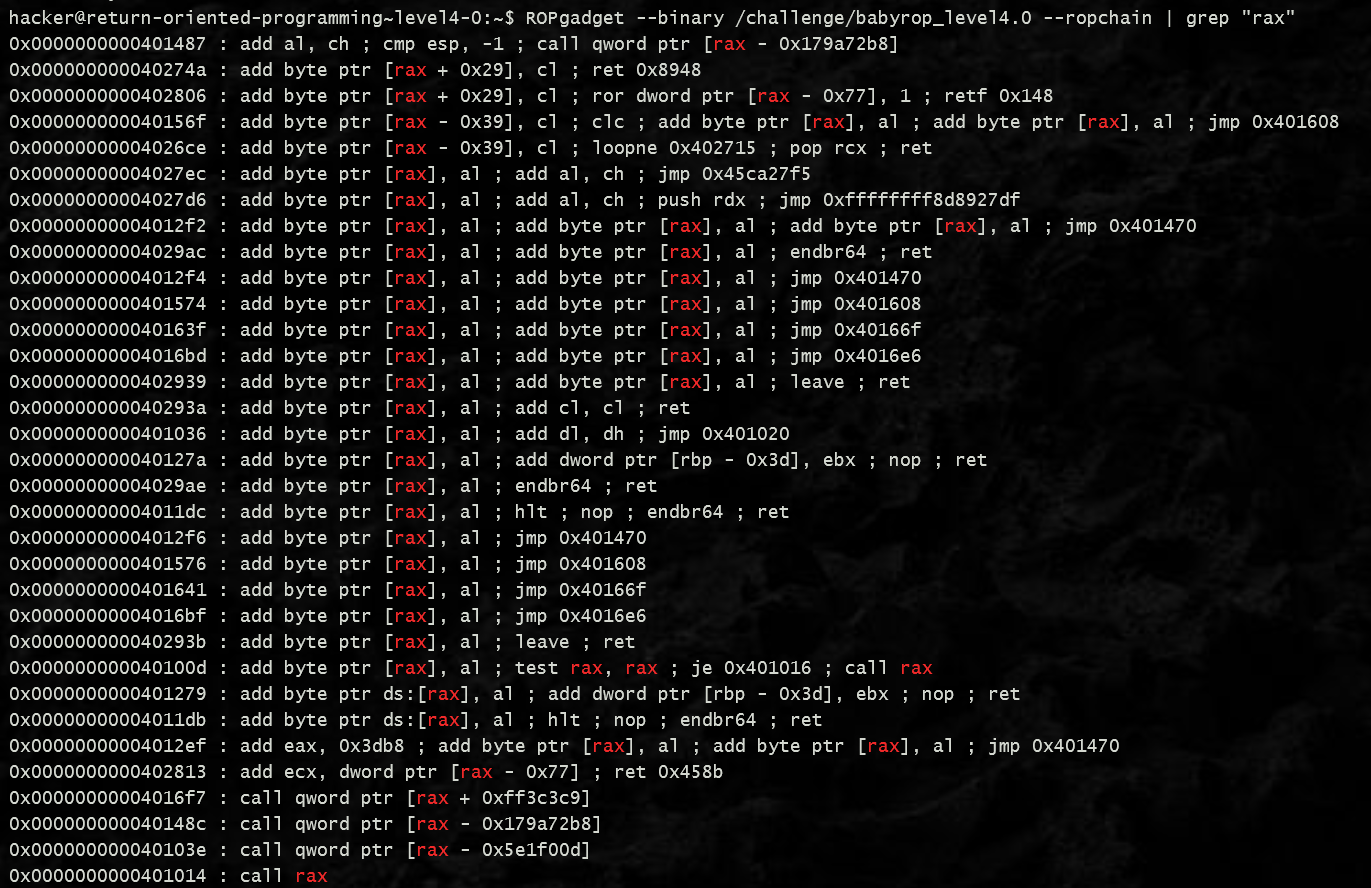 hacker@return-oriented-programming~level4-0:~$ ROPgadget --binary /challenge/babyrop_level4.0 --ropchain | grep "rax"
0x0000000000401487 : add al, ch ; cmp esp, -1 ; call qword ptr [rax - 0x179a72b8]
0x000000000040274a : add byte ptr [rax + 0x29], cl ; ret 0x8948
0x0000000000402806 : add byte ptr [rax + 0x29], cl ; ror dword ptr [rax - 0x77], 1 ; retf 0x148
0x000000000040156f : add byte ptr [rax - 0x39], cl ; clc ; add byte ptr [rax], al ; add byte ptr [rax], al ; jmp 0x401608
0x00000000004026ce : add byte ptr [rax - 0x39], cl ; loopne 0x402715 ; pop rcx ; ret
0x00000000004027ec : add byte ptr [rax], al ; add al, ch ; jmp 0x45ca27f5
0x00000000004027d6 : add byte ptr [rax], al ; add al, ch ; push rdx ; jmp 0xffffffff8d8927df
0x00000000004012f2 : add byte ptr [rax], al ; add byte ptr [rax], al ; add byte ptr [rax], al ; jmp 0x401470
0x00000000004029ac : add byte ptr [rax], al ; add byte ptr [rax], al ; endbr64 ; ret
0x00000000004012f4 : add byte ptr [rax], al ; add byte ptr [rax], al ; jmp 0x401470
0x0000000000401574 : add byte ptr [rax], al ; add byte ptr [rax], al ; jmp 0x401608
0x000000000040163f : add byte ptr [rax], al ; add byte ptr [rax], al ; jmp 0x40166f
0x00000000004016bd : add byte ptr [rax], al ; add byte ptr [rax], al ; jmp 0x4016e6
0x0000000000402939 : add byte ptr [rax], al ; add byte ptr [rax], al ; leave ; ret
0x000000000040293a : add byte ptr [rax], al ; add cl, cl ; ret
0x0000000000401036 : add byte ptr [rax], al ; add dl, dh ; jmp 0x401020
0x000000000040127a : add byte ptr [rax], al ; add dword ptr [rbp - 0x3d], ebx ; nop ; ret
0x00000000004029ae : add byte ptr [rax], al ; endbr64 ; ret
0x00000000004011dc : add byte ptr [rax], al ; hlt ; nop ; endbr64 ; ret
0x00000000004012f6 : add byte ptr [rax], al ; jmp 0x401470
0x0000000000401576 : add byte ptr [rax], al ; jmp 0x401608
0x0000000000401641 : add byte ptr [rax], al ; jmp 0x40166f
0x00000000004016bf : add byte ptr [rax], al ; jmp 0x4016e6
0x000000000040293b : add byte ptr [rax], al ; leave ; ret
0x000000000040100d : add byte ptr [rax], al ; test rax, rax ; je 0x401016 ; call rax
0x0000000000401279 : add byte ptr ds:[rax], al ; add dword ptr [rbp - 0x3d], ebx ; nop ; ret
0x00000000004011db : add byte ptr ds:[rax], al ; hlt ; nop ; endbr64 ; ret
0x00000000004012ef : add eax, 0x3db8 ; add byte ptr [rax], al ; add byte ptr [rax], al ; jmp 0x401470
0x0000000000402813 : add ecx, dword ptr [rax - 0x77] ; ret 0x458b
0x00000000004016f7 : call qword ptr [rax + 0xff3c3c9]
0x000000000040148c : call qword ptr [rax - 0x179a72b8]
0x000000000040103e : call qword ptr [rax - 0x5e1f00d]
0x0000000000401014 : call rax